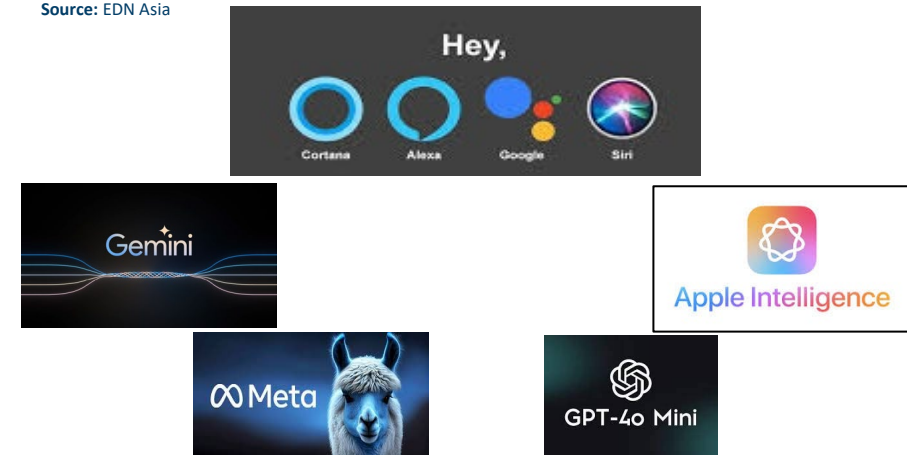 Source: EDN Asia
Hey,
Cortana Alexa Google Siri
Gemini
Apple Intelligence
Meta
GPT-4o Mini